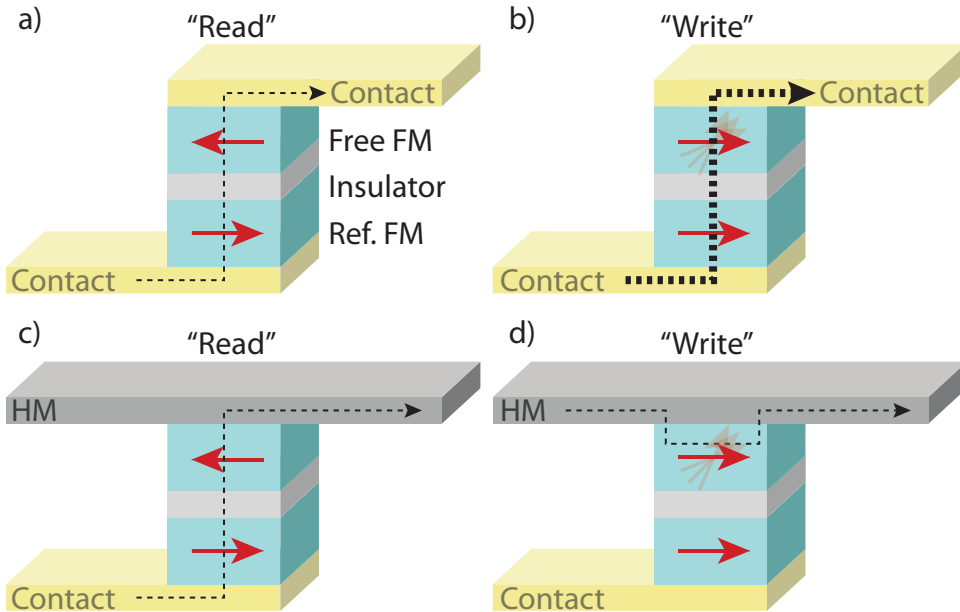 a)
“Read”
Contact
Free FM
Insulator
Ref. FM
Contact
b)
“Write”
Contact
Contact
c)
“Read”
HM
Contact
d)
“Write”
HM
Contact